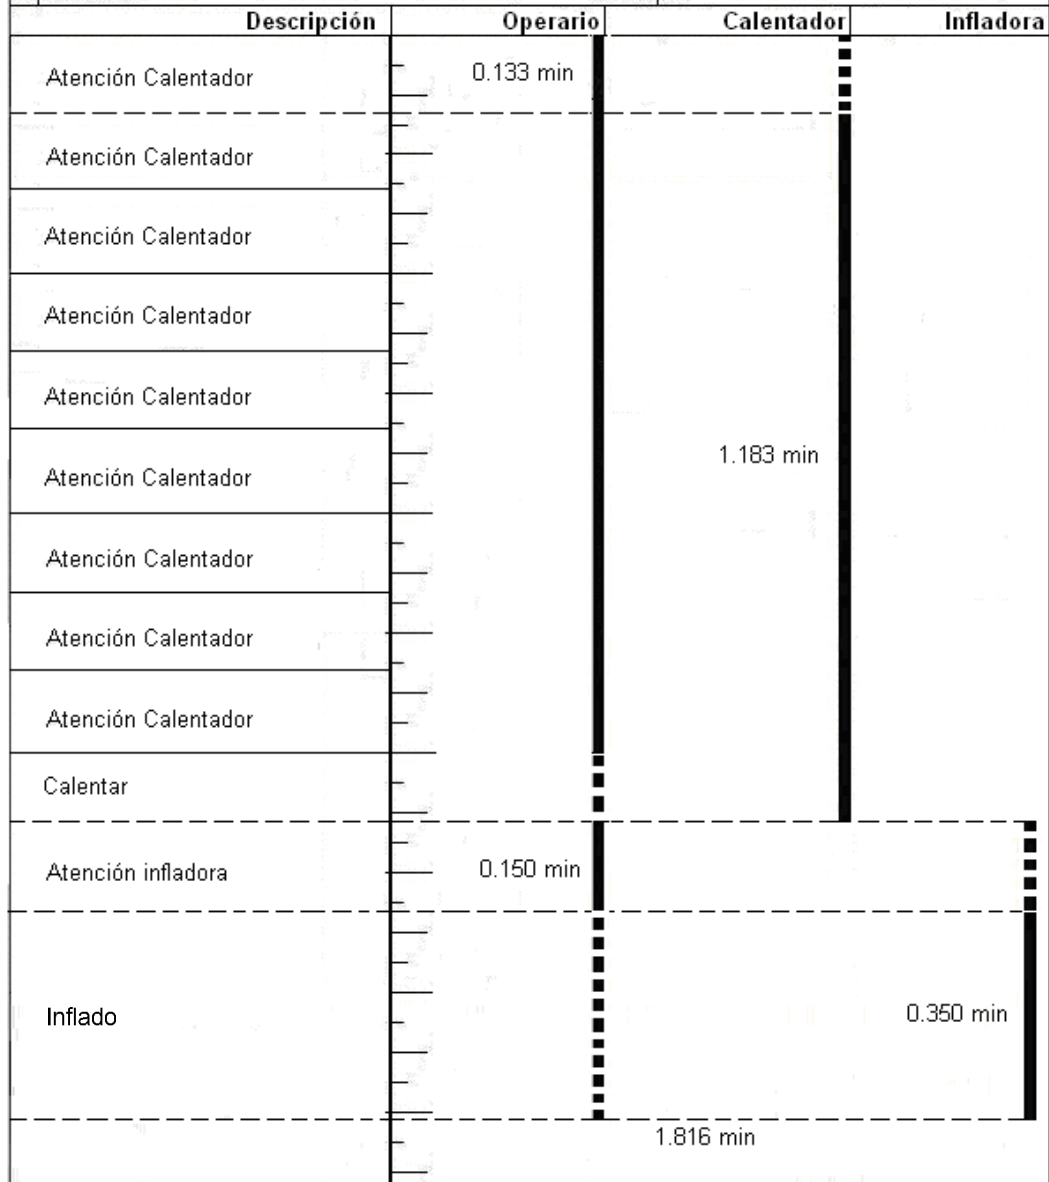 Descripción Operario Calentador Infladora
Atención Calentador 0.133 min
Atención Calentador
Atención Calentador
Atención Calentador
Atención Calentador
1.183 min
Atención Calentador
Atención Calentador
Atención Calentador
Atención Calentador
Calentar
Atención infladora 0.150 min
Inflado 0.350 min
1.816 min